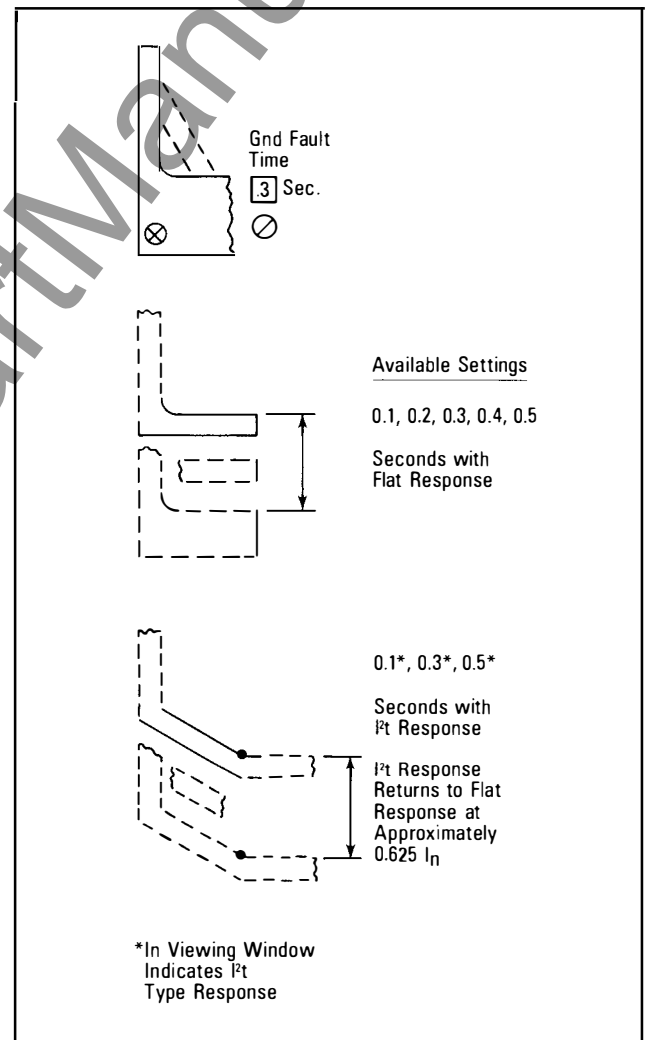 Gnd Fault
Time
.3 Sec.
Available Settings
0.1, 0.2, 0.3, 0.4, 0.5
Seconds with
Flat Response
0.1*, 0.3*, 0.5*
Seconds with
I²t Response
I²t Response
Returns to Flat
Response at
Approximately
0.625 Iₙ
*In Viewing Window
Indicates I²t
Type Response